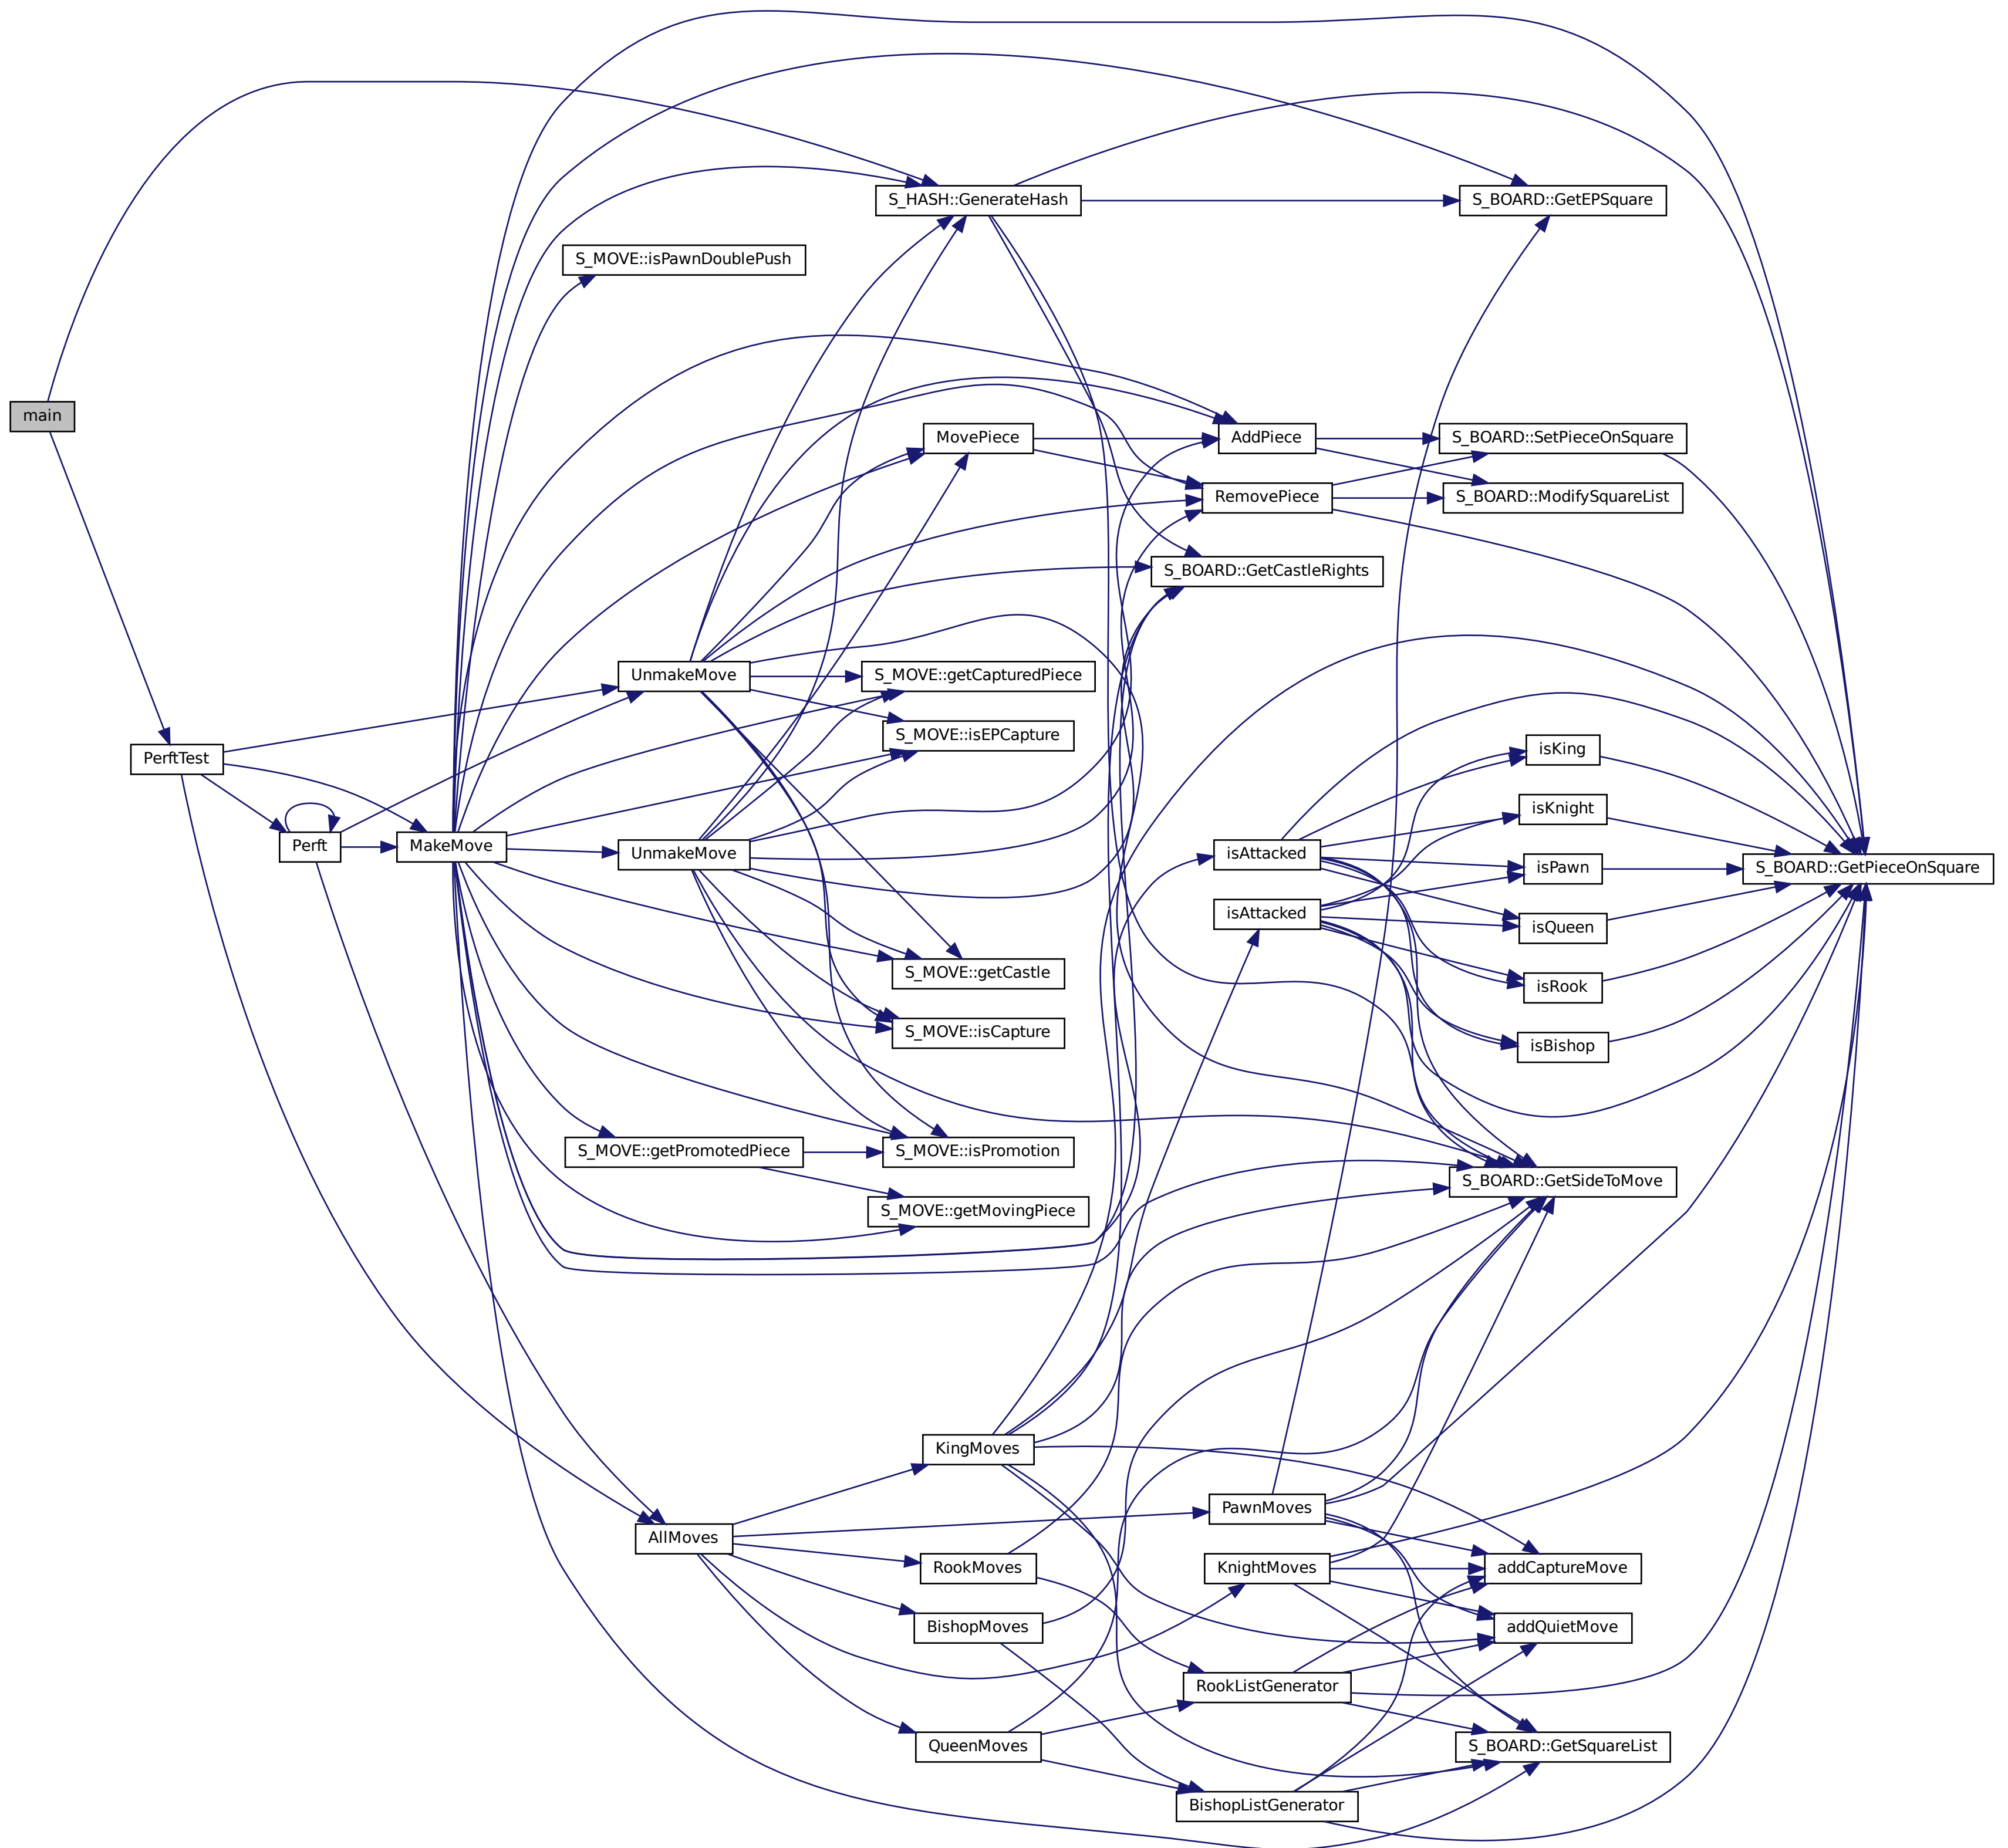 main
PerftTest
Perft
MakeMove
S_MOVE::isPawnDoublePush
UnmakeMove
UnmakeMove
S_MOVE::getPromotedPiece
AllMoves
S_HASH::GenerateHash
MovePiece
S_MOVE::getCapturedPiece
S_MOVE::isEPCapture
S_MOVE::getCastle
S_MOVE::isCapture
S_MOVE::isPromotion
S_MOVE::getMovingPiece
KingMoves
RookMoves
BishopMoves
QueenMoves
AddPiece
RemovePiece
S_BOARD::GetCastleRights
isAttacked
isAttacked
PawnMoves
KnightMoves
RookListGenerator
BishopListGenerator
S_BOARD::GetEPSquare
S_BOARD::SetPieceOnSquare
S_BOARD::ModifySquareList
isKing
isKnight
isPawn
isQueen
isRook
isBishop
S_BOARD::GetSideToMove
addCaptureMove
addQuietMove
S_BOARD::GetSquareList
S_BOARD::GetPieceOnSquare